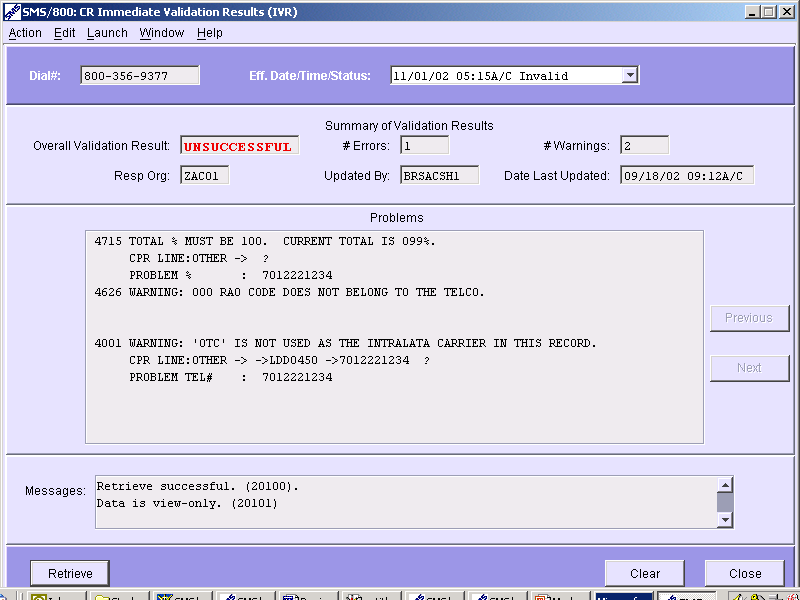 SMS/800: CR Immediate Validation Results (IVR)
Action Edit Launch Window Help
Dial#: 800-356-9377 Eff. Date/Time/Status: 11/01/02 05:15A/C Invalid
Summary of Validation Results
Overall Validation Result: UNSUCCESSFUL # Errors: 1 # Warnings: 2
Resp Org: ZAC01 Updated By: BRSACSH1 Date Last Updated: 09/18/02 09:12A/C
Problems
4715 TOTAL % MUST BE 100. CURRENT TOTAL IS 099%.
CPR LINE:OTHER -> ?
PROBLEM % : 7012221234
4626 WARNING: 000 RAO CODE DOES NOT BELONG TO THE TELCO.
4001 WARNING: 'OTC' IS NOT USED AS THE INTRALATA CARRIER IN THIS RECORD.
CPR LINE:OTHER -> ->LDD0450 ->7012221234 ?
PROBLEM TEL# : 7012221234
Previous
Next
Messages: Retrieve successful. (20100).
Data is view-only. (20101)
Retrieve Clear Close